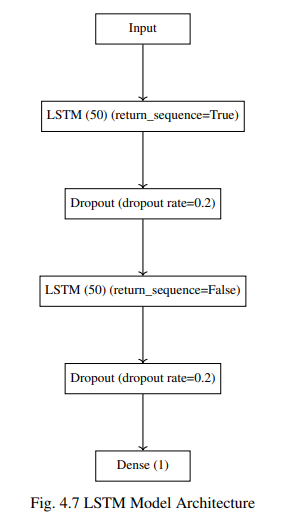 Input
LSTM (50) (return_sequence=True)
Dropout (dropout rate=0.2)
LSTM (50) (return_sequence=False)
Dropout (dropout rate=0.2)
Dense (1)
Fig. 4.7 LSTM Model Architecture